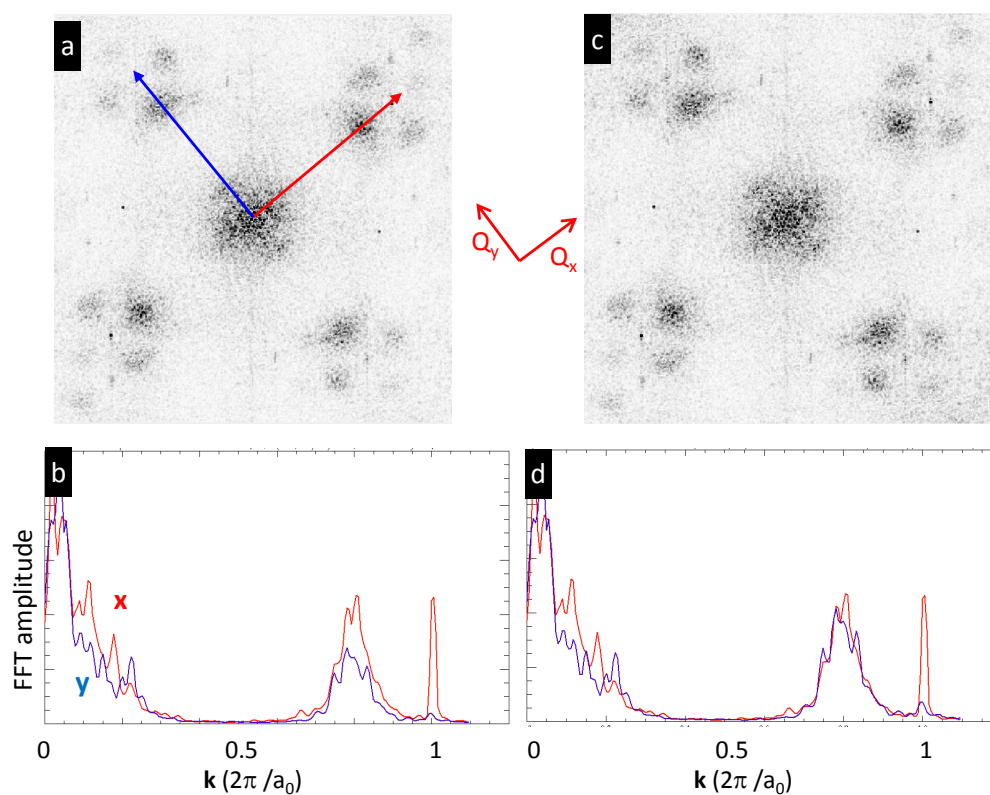 a
c
Qy
Qx
b
d
FFT amplitude
x
y
0
0.5
1
0
0.5
1
k (2π /a0)
k (2π /a0)